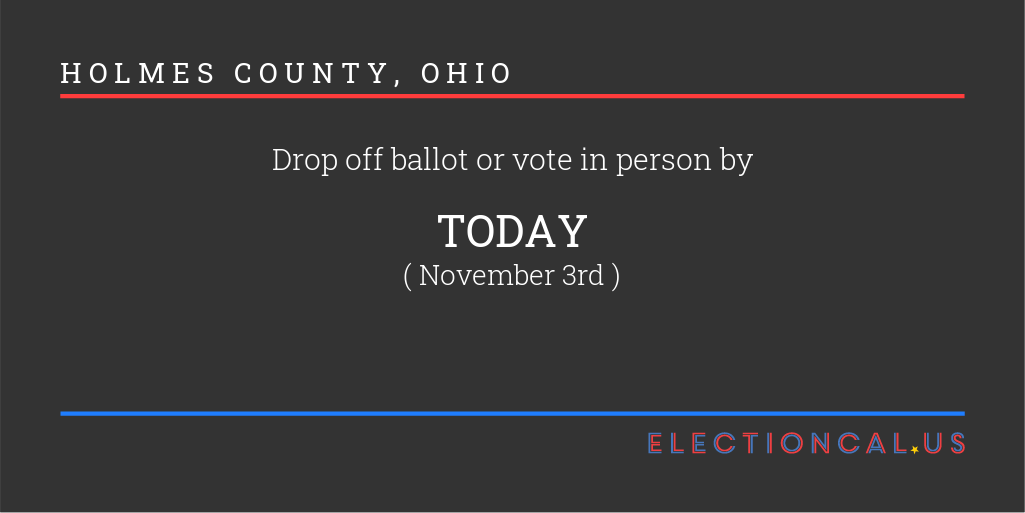 HOLMES COUNTY, OHIO
Drop off ballot or vote in person by
TODAY
( November 3rd )
ELECTIONCAL.US